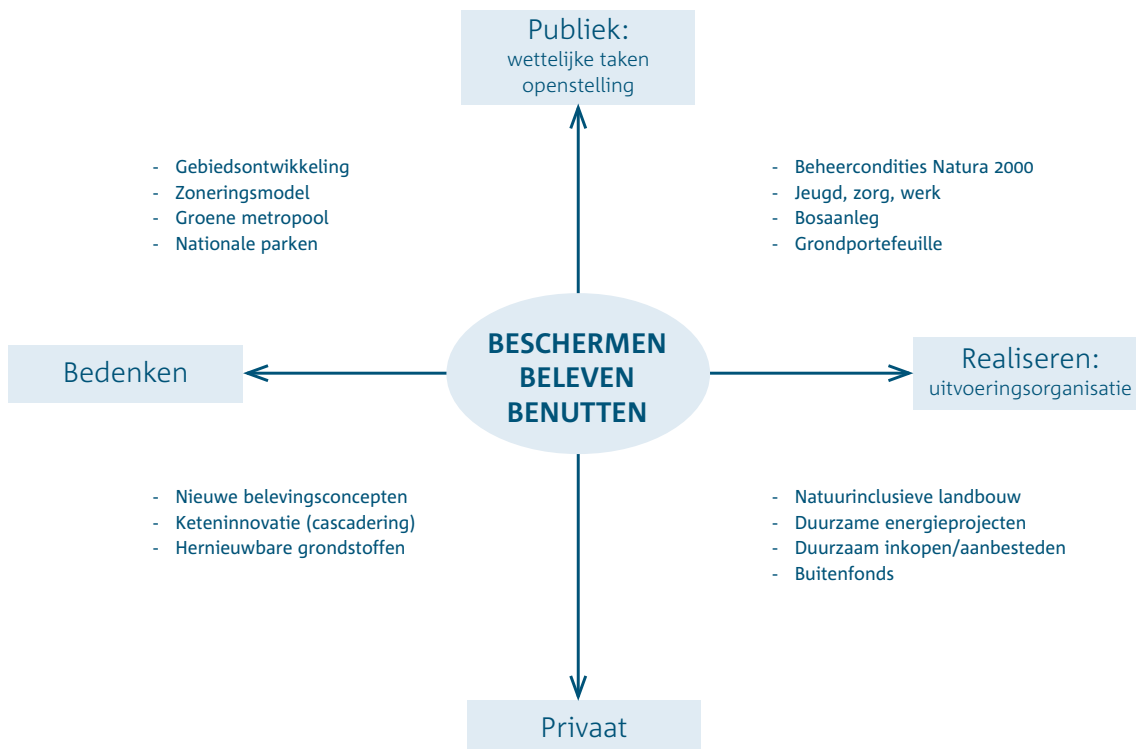 Publiek:
wettelijke taken
openstelling
- Gebiedsontwikkeling
- Zoneringsmodel
- Groene metropool
- Nationale parken
- Beheercondities Natura 2000
- Jeugd, zorg, werk
- Bosaanleg
- Grondportefeuille
Bedenken
BESCHERMEN
BELEVEN
BENUTTEN
Realiseren:
uitvoeringsorganisatie
- Nieuwe belevingsconcepten
- Keteninnovatie (cascadering)
- Hernieuwbare grondstoffen
- Natuurinclusieve landbouw
- Duurzame energieprojecten
- Duurzaam inkopen/aanbesteden
- Buitenfonds
Privaat